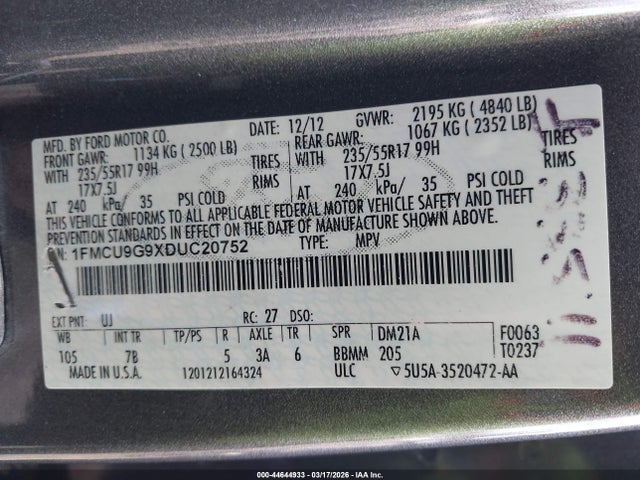 MFD. BY FORD MOTOR CO.
DATE: 12/12
GVWR: 2195 KG ( 4840 LB)
FRONT GAWR: 1134 KG ( 2500 LB)
REAR GAWR: 1067 KG ( 2352 LB)
WITH 235/55R17 99H TIRES
WITH 235/55R17 99H TIRES
17X7.5J RIMS
17X7.5J RIMS
AT 240 kPa/ 35 PSI COLD
AT 240 kPa/ 35 PSI COLD
THIS VEHICLE CONFORMS TO ALL APPLICABLE FEDERAL MOTOR VEHICLE SAFETY AND THEFT
PREVENTION STANDARDS IN EFFECT ON THE DATE OF MANUFACTURE SHOWN ABOVE.
1FMCU9G9XDUC20752
TYPE: MPV
EXT PNT: UJ RC: 27 DSO:
WB INT TR TP/PS R AXLE TR SPR DM21A F0063
105 7B 5 3A 6 BBMM 205 T0237
MADE IN U.S.A. 1201212164324 ULC 5U5A-3520472-AA
000-44644933 - 03/17/2026 - IAA Inc.